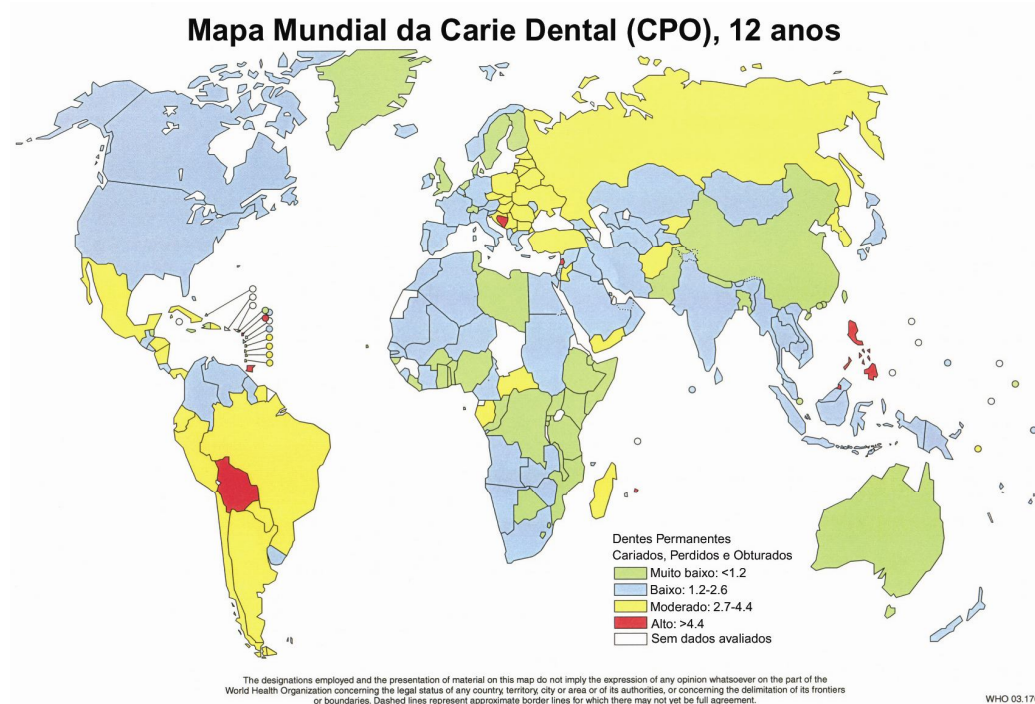 Mapa Mundial da Carie Dental (CPO), 12 anos
Dentes Permanentes
Cariados, Perdidos e Obturados
Muito baixo: <1.2
Baixo: 1.2-2.6
Moderado: 2.7-4.4
Alto: >4.4
Sem dados avaliados
The designations employed and the presentation of material on this map do not imply the expression of any opinion whatsoever on the part of the
World Health Organization concerning the legal status of any country, territory, city or area or of its authorities, or concerning the delimitation of its frontiers
or boundaries. Dashed lines represent approximate border lines for which there may not yet be full agreement.